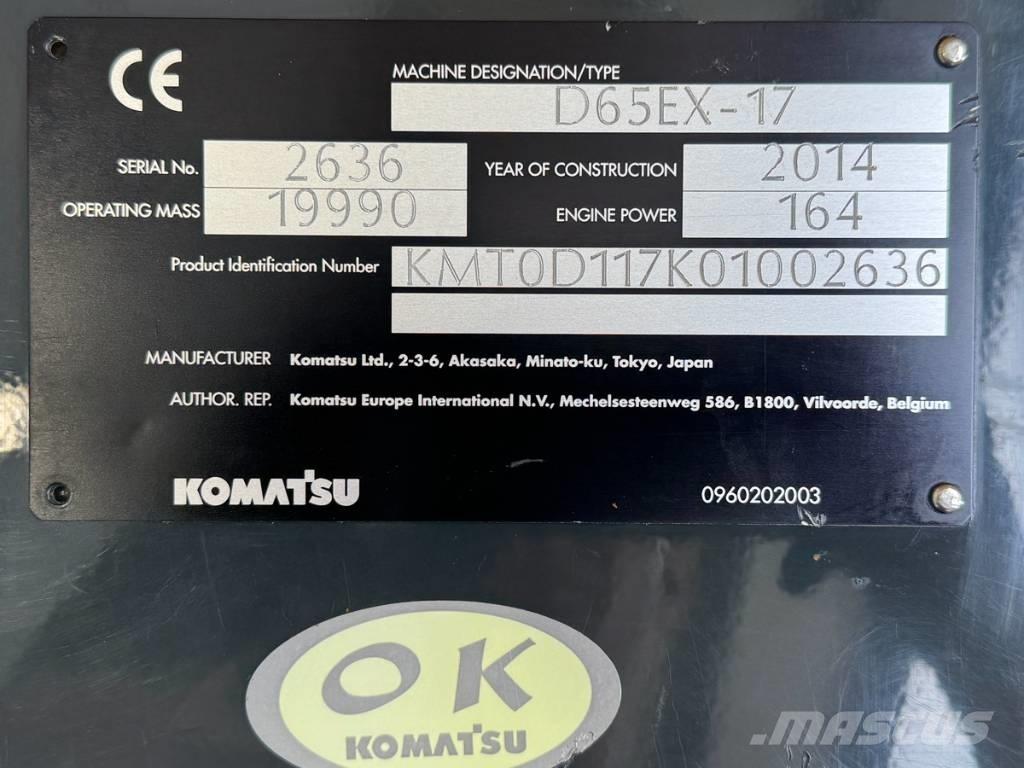 CE
MACHINE DESIGNATION/TYPE D65EX-17
SERIAL No. 2636 YEAR OF CONSTRUCTION 2014
OPERATING MASS 19990 ENGINE POWER 164
Product Identification Number KMT0D117K01002636
MANUFACTURER Komatsu Ltd., 2-3-6, Akasaka, Minato-ku, Tokyo, Japan
AUTHOR. REP. Komatsu Europe International N.V., Mechelsesteenweg 586, B1800, Vilvoorde, Belgium
KOMATSU 0960202003
OK
KOMATSU
MASCUS